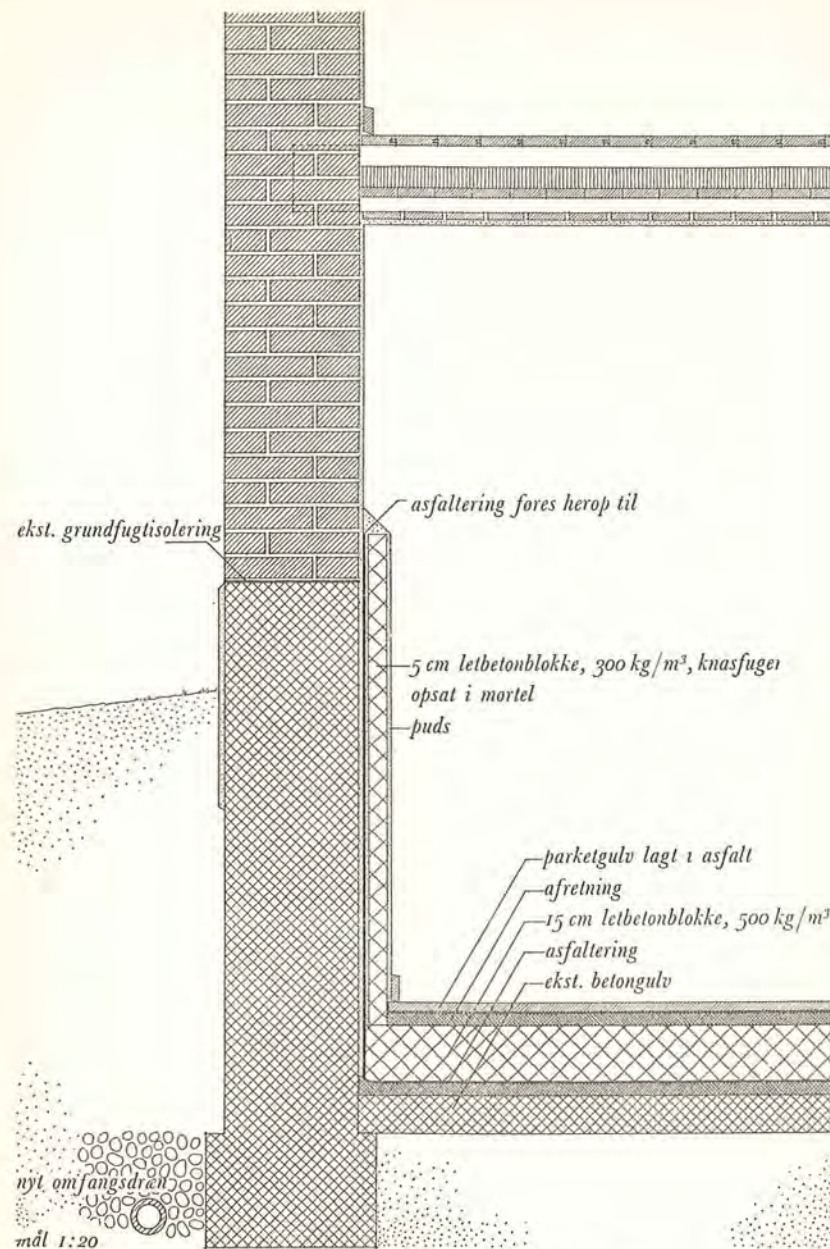 asfaltering føres herop til
ekst. grundfugtisolering
5 cm letbetonblokke, 300 kg/m³, knasfuger
opsat i mørtel
puds
parketgulv lagt i asfalt
afretning
15 cm letbetonblokke, 500 kg/m³
asfaltering
ekst. betongulv
nyt omfangsdræn
mål 1:20